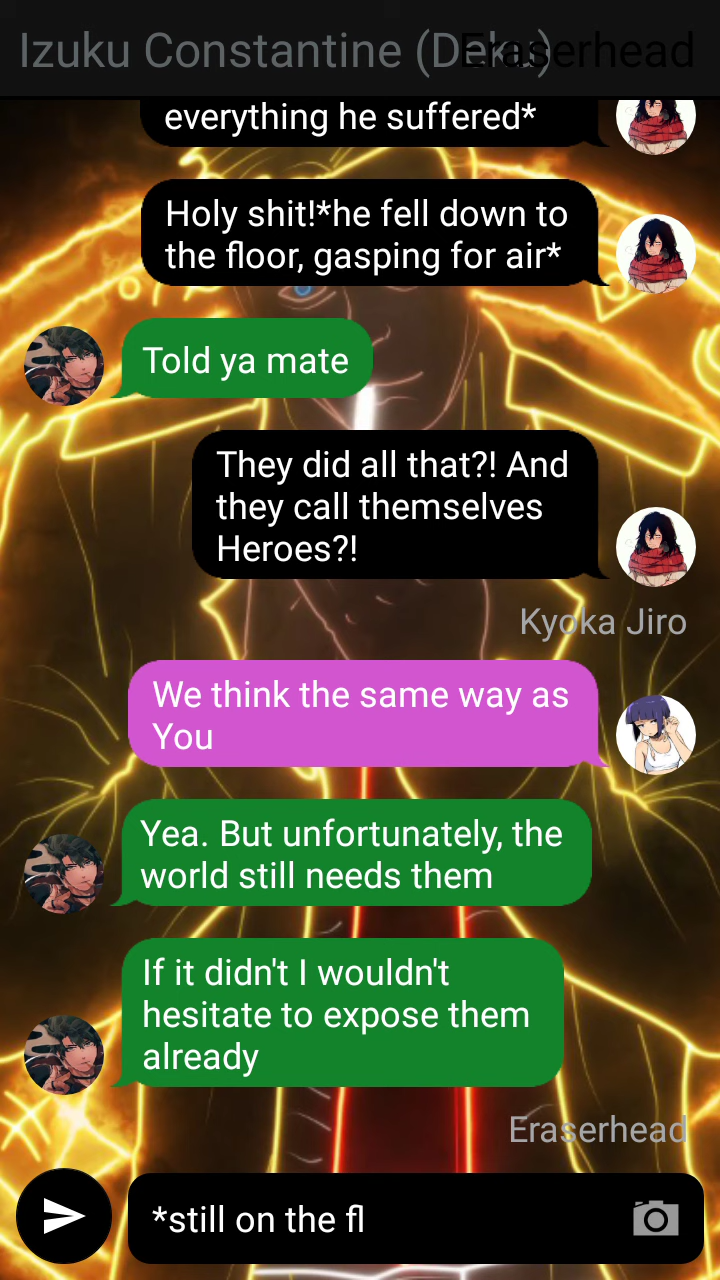 Izuku Constantine (Deku)
Eraserhead
everything he suffered*
Holy shit!*he fell down to
the floor, gasping for air*
Told ya mate
They did all that?! And
they call themselves
Heroes?!
Kyoka Jiro
We think the same way as
You
Yea. But unfortunately, the
world still needs them
If it didn't I wouldn't
hesitate to expose them
already
Eraserhead
*still on the fl